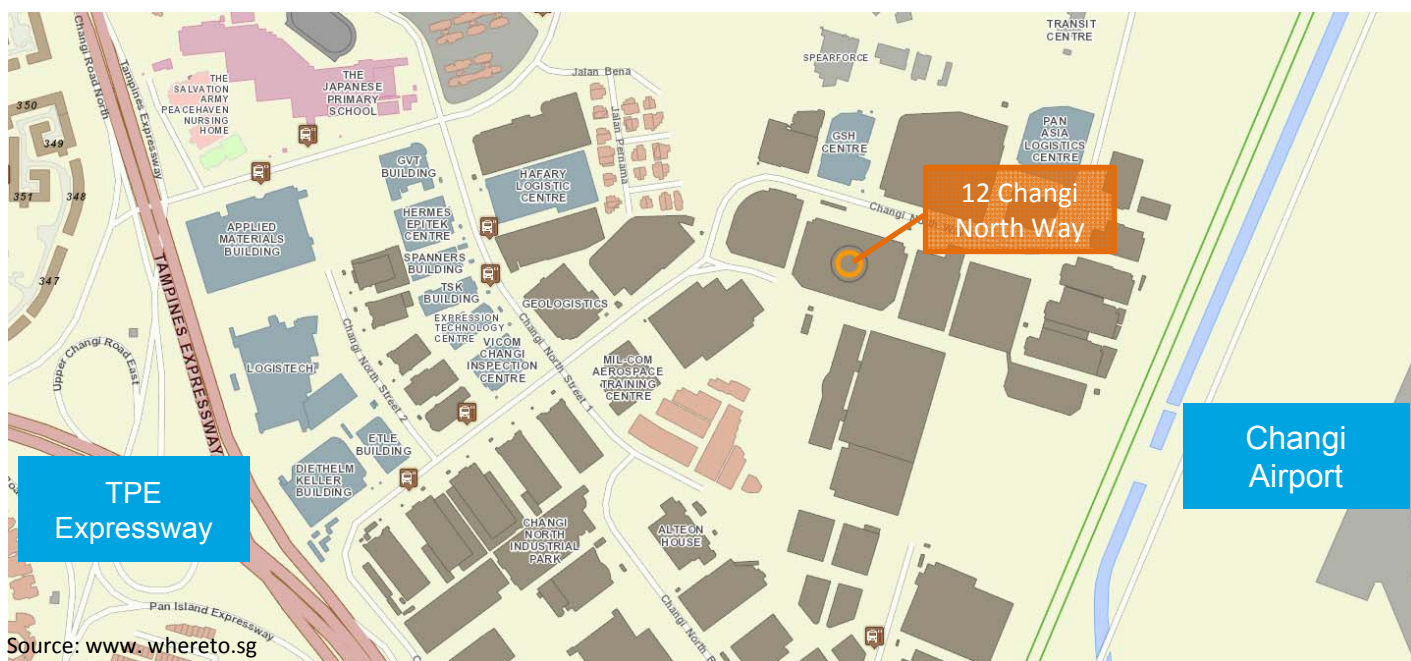 TRANSIT
CENTRE
SPEARFORCE
Changi Road North
Tampines Expressway
THE
SALVATION
ARMY
PEACEHAVEN
NURSING
HOME
THE
JAPANESE
PRIMARY
SCHOOL
Jalan Bena
Jalan Pernama
350
349
348
351
347
GVT
BUILDING
HAFARY
LOGISTIC
CENTRE
GSH
CENTRE
PAN
ASIA
LOGISTICS
CENTRE
12 Changi
North Way
Changi No
APPLIED
MATERIALS
BUILDING
HERMES
EPITEK
CENTRE
SPANNERS
BUILDING
TSK
BUILDING
EXPRESSION
TECHNOLOGY
CENTRE
VICOM
CHANGI
INSPECTION
CENTRE
GEOLOGISTICS
TAMPINES EXPRESSWAY
Upper Changi Road East
LOGISTECH
Changi North Street 2
Changi North Street 1
MIL-COM
AEROSPACE
TRAINING
CENTRE
ETLE
BUILDING
DIETHELM
KELLER
BUILDING
TPE
Expressway
Changi
Airport
CHANGI
NORTH
INDUSTRIAL
PARK
ALTEON
HOUSE
Pan Island Expressway
Changi North R
Source: www. whereto.sg